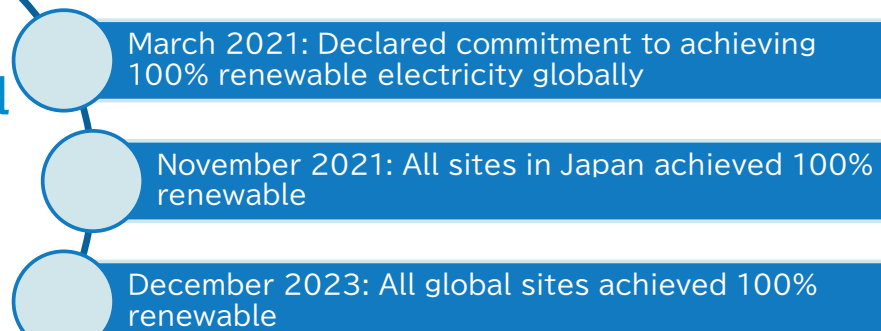 March 2021: Declared commitment to achieving
100% renewable electricity globally
November 2021: All sites in Japan achieved 100%
renewable
December 2023: All global sites achieved 100%
renewable